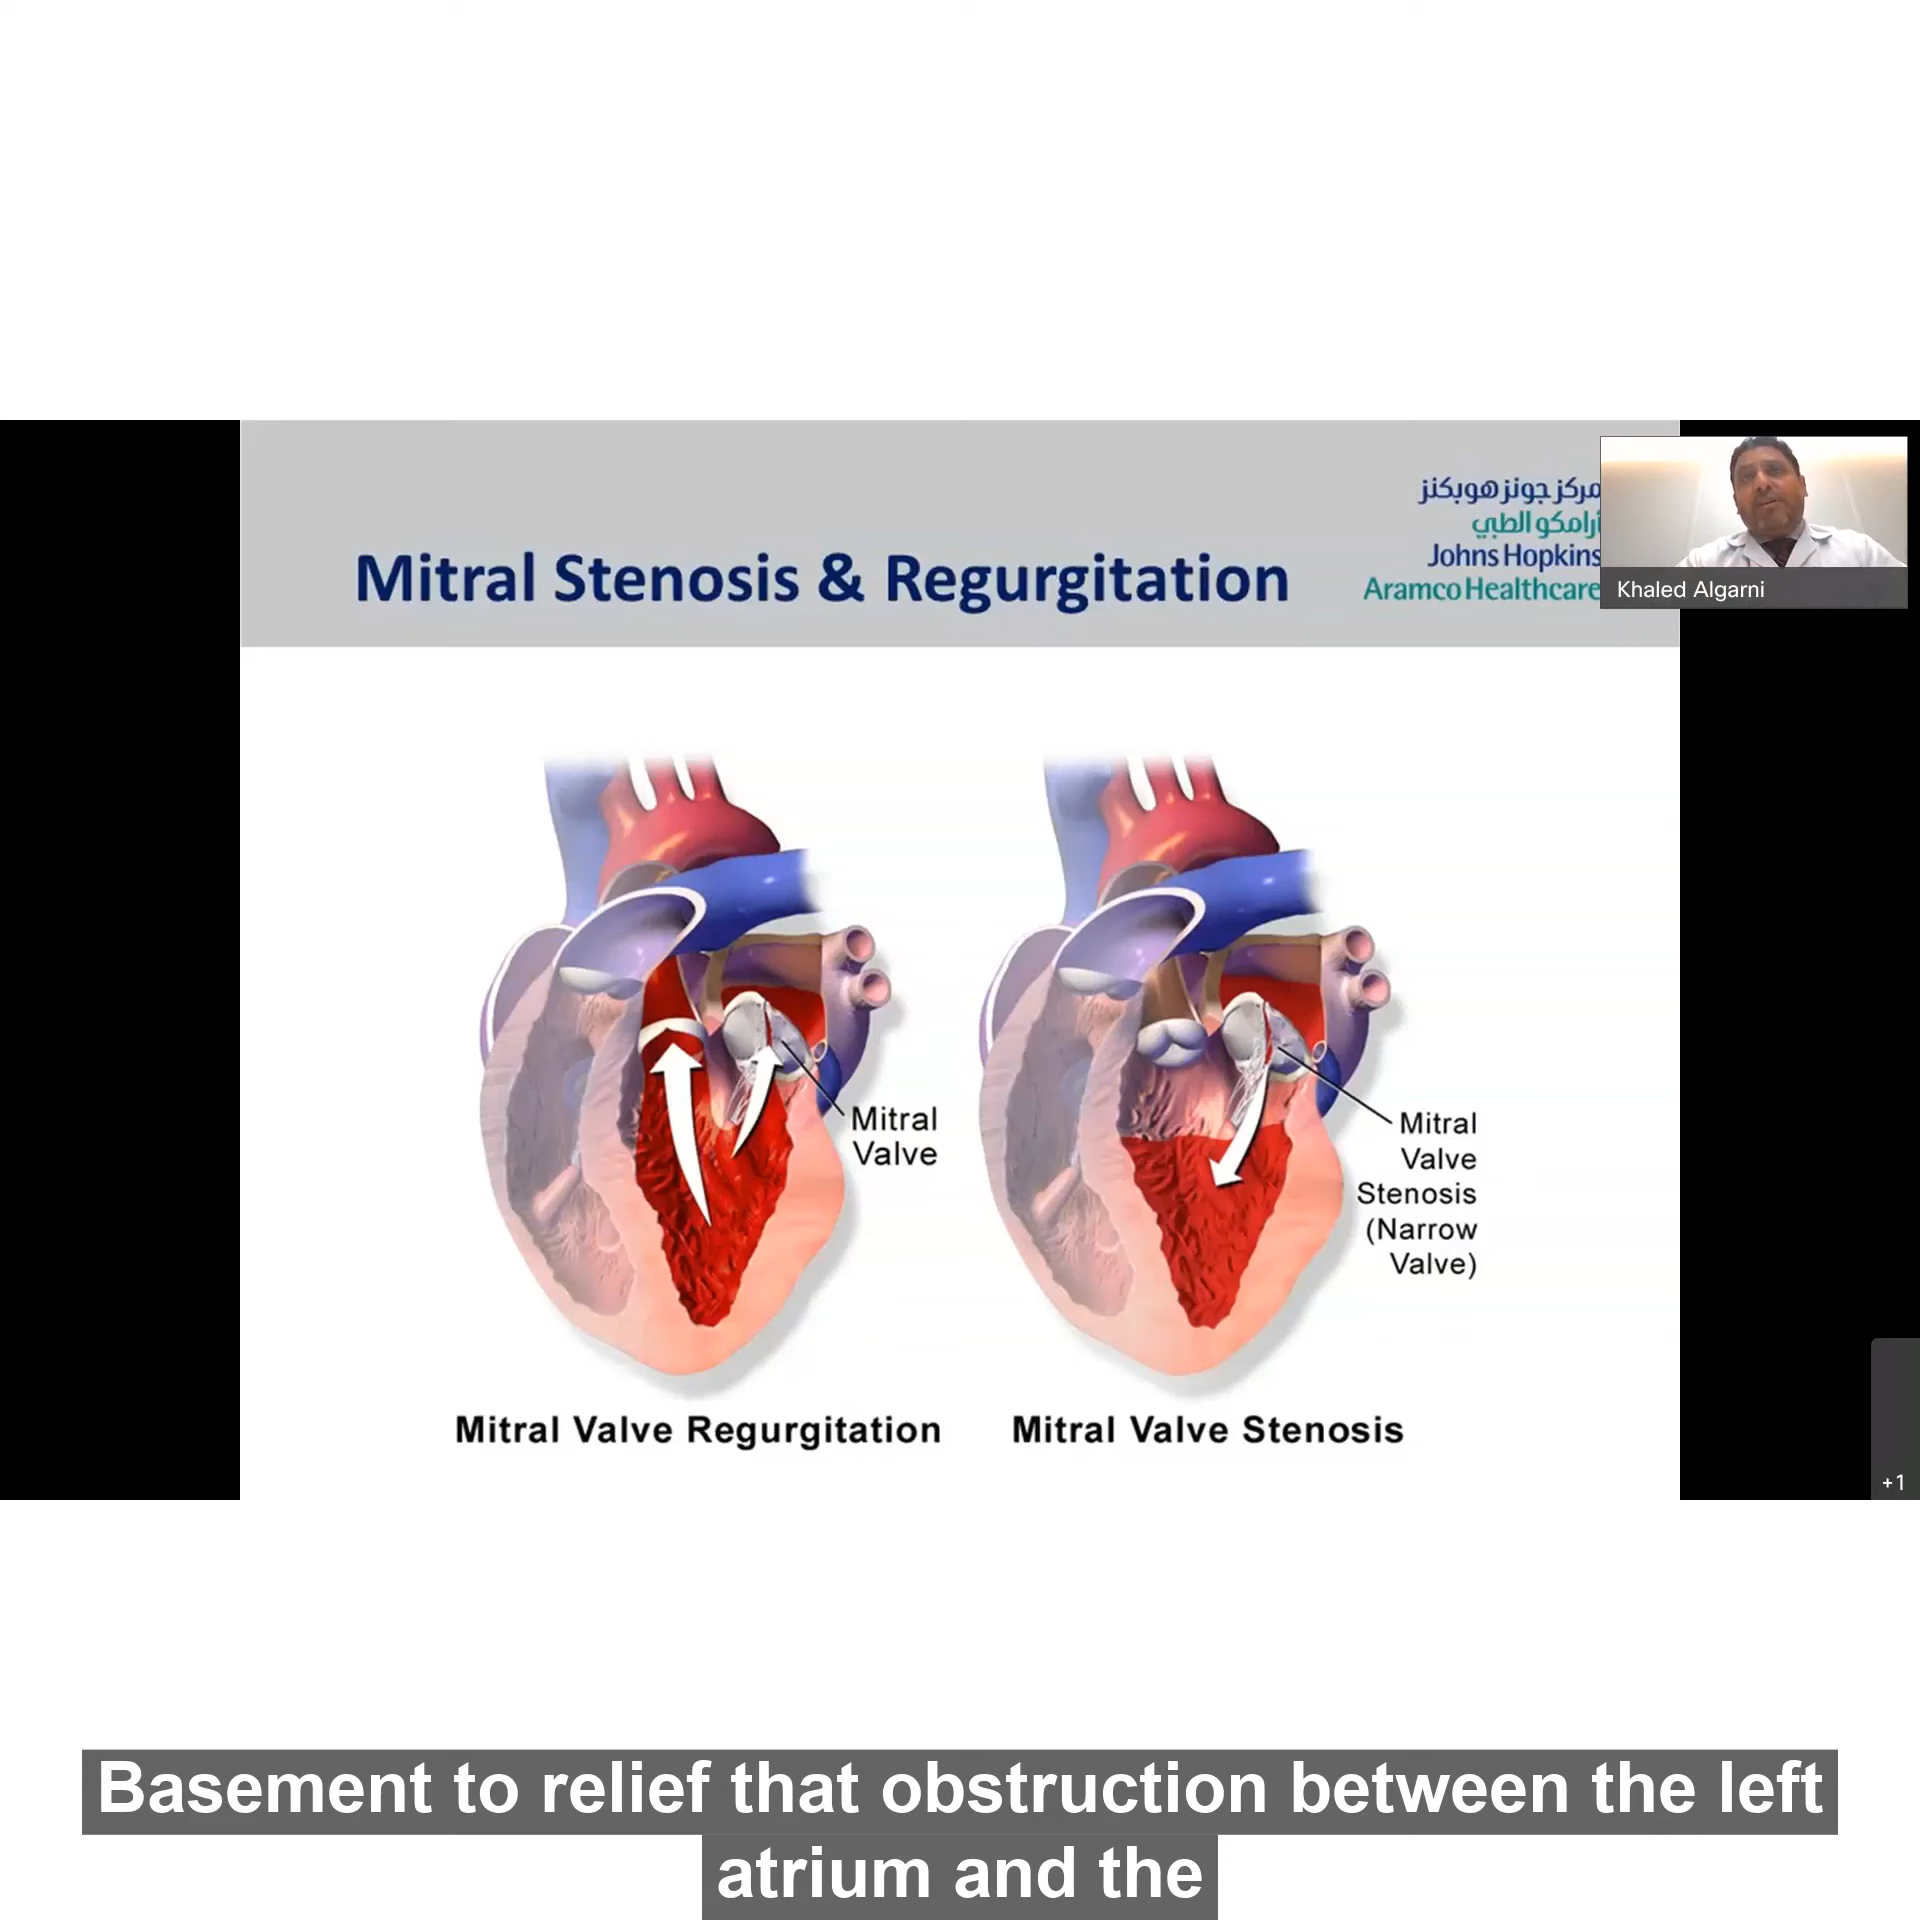 مركز جونز هوبكنز
أرامكو الطبي
Johns Hopkins
Aramco Healthcare
Mitral Stenosis & Regurgitation
Khaled Algarni
Mitral
Valve
Mitral
Valve
Stenosis
(Narrow
Valve)
Mitral Valve Regurgitation
Mitral Valve Stenosis
+1
Basement to relief that obstruction between the left
atrium and the